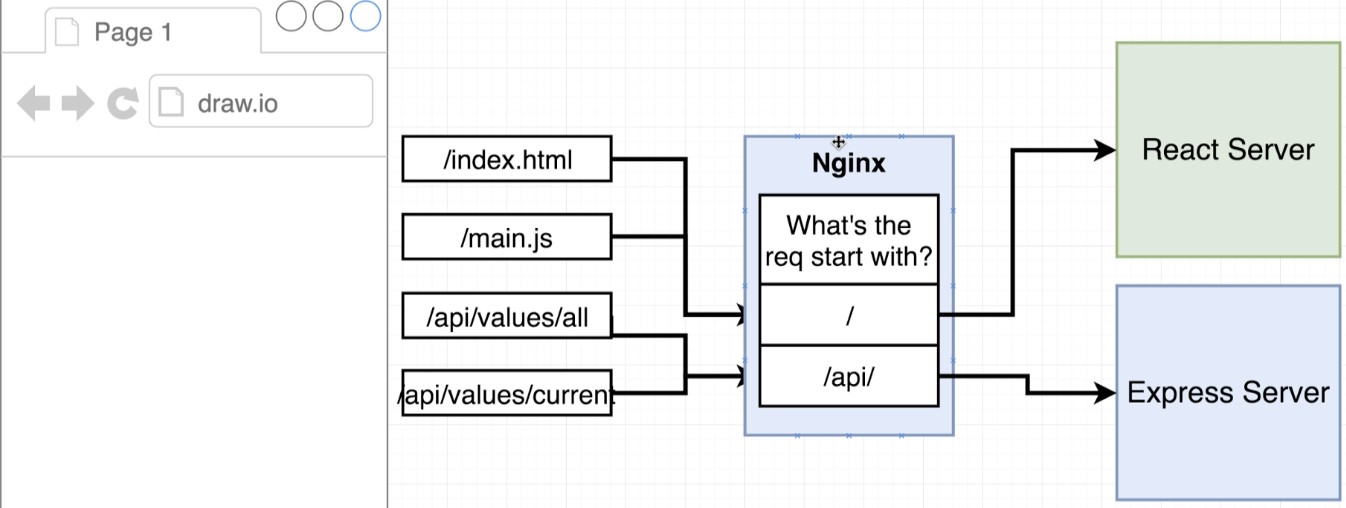 Page 1
draw.io
/index.html
/main.js
/api/values/all
/api/values/current
Nginx
What's the
req start with?
/
/api/
React Server
Express Server